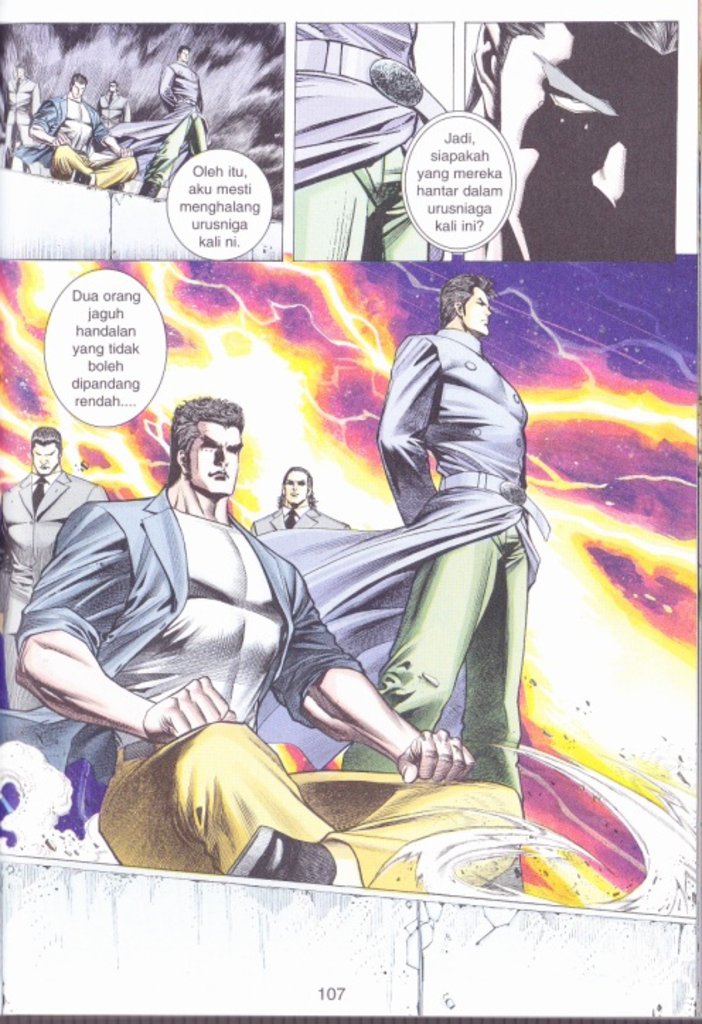 Oleh itu,
aku mesti
menghalang
urusniga
kali ni.
Jadi,
siapakah
yang mereka
hantar dalam
urusniaga
kali ini?
Dua orang
jaguh
handalan
yang tidak
boleh
dipandang
rendah....
107